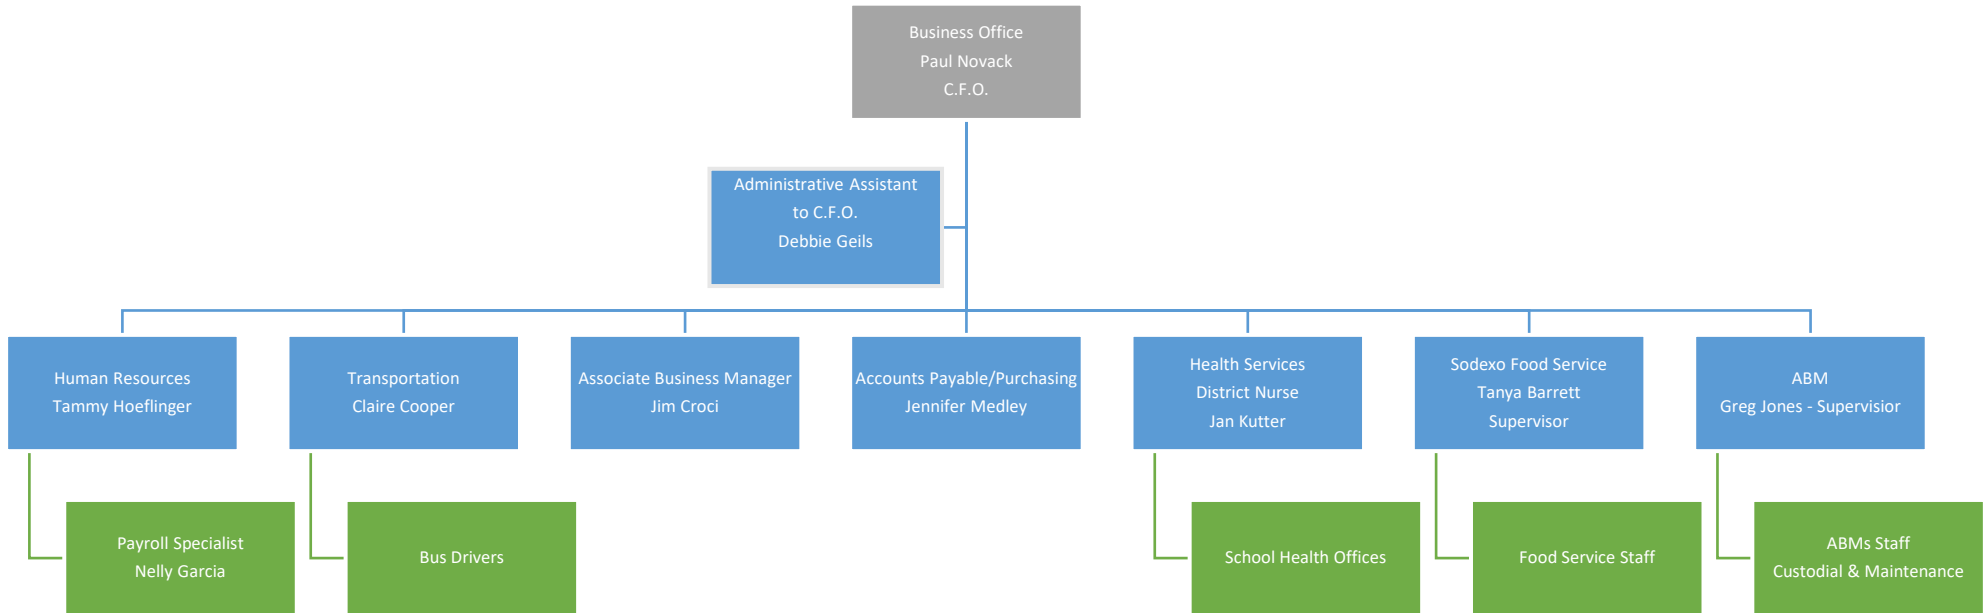 Business Office
Paul Novack
C.F.O.
Administrative Assistant
to C.F.O.
Debbie Geils
Human Resources
Tammy Hoeflinger
Transportation
Claire Cooper
Associate Business Manager
Jim Croci
Accounts Payable/Purchasing
Jennifer Medley
Health Services
District Nurse
Jan Kutter
Sodexo Food Service
Tanya Barrett
Supervisor
ABM
Greg Jones - Supervisior
Payroll Specialist
Nelly Garcia
Bus Drivers
School Health Offices
Food Service Staff
ABMs Staff
Custodial & Maintenance